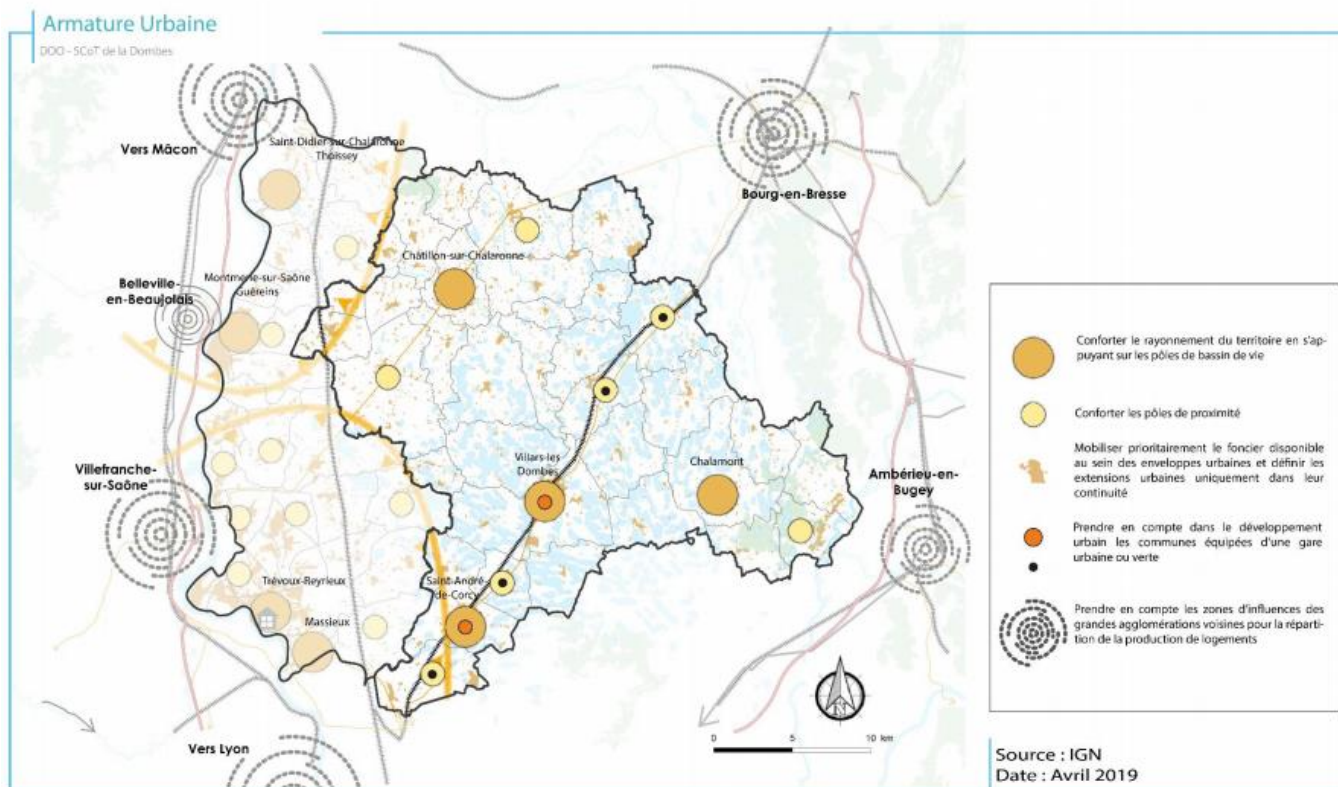 Armature Urbaine
DOO - SCoT de la Dombes
Vers Mâcon
Saint-Didier-sur-Chalaronne
Thoissey
Bourg-en-Bresse
Châtillon-sur-Chalaronne
Montmerle-sur-Saône
Guéreins
Belleville-
en-Beaujolais
Villars-les
Dombes
Chalamont
Villefranche-
sur-Saône
Ambérieu-en-
Bugey
Trévoux-Reyrieux
Saint-André-
de-Corcy
Massieux
Vers Lyon
N
0 5 10 km
Conforter le rayonnement du territoire en s'ap-
puyant sur les pôles de bassin de vie
Conforter les pôles de proximité
Mobiliser prioritairement le foncier disponible
au sein des enveloppes urbaines et définir les
extensions urbaines uniquement dans leur
continuité
Prendre en compte dans le développement
urbain les communes équipées d'une gare
urbaine ou verte
Prendre en compte les zones d'influences des
grandes agglomérations voisines pour la réparti-
tion de la production de logements
Source : IGN
Date : Avril 2019